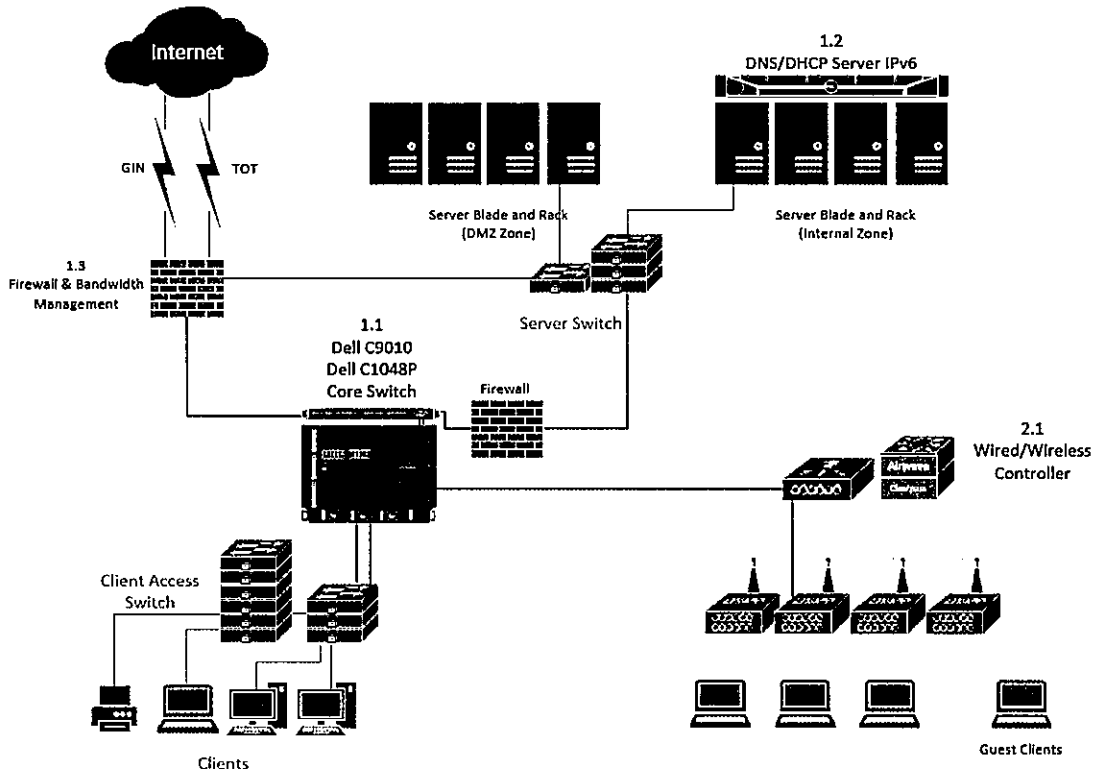 Internet
GIN
TOT
1.2
DNS/DHCP Server IPv6
Server Blade and Rack
(DMZ Zone)
Server Blade and Rack
(Internal Zone)
1.3
Firewall & Bandwidth
Management
Server Switch
1.1
Dell C9010
Dell C1048P
Core Switch
Firewall
2.1
Wired/Wireless
Controller
Airwave
Client Access
Switch
Clients
Guest Clients